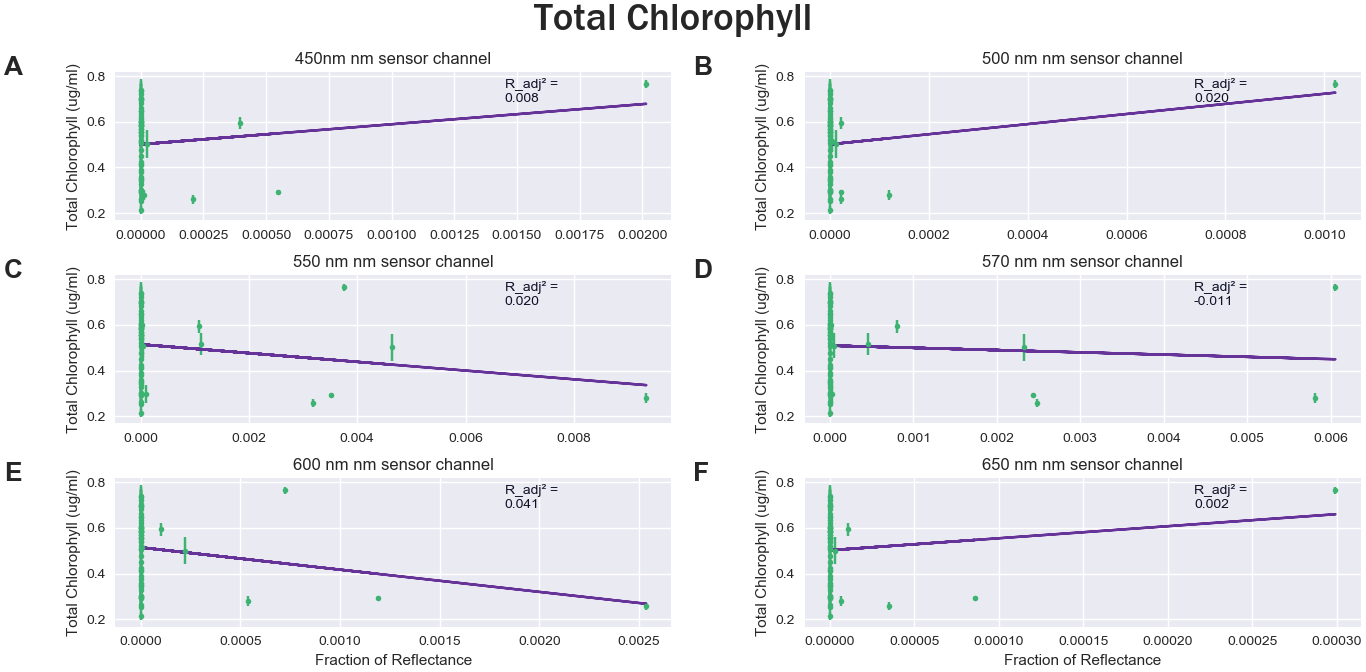 Total Chlorophyll
A
450nm nm sensor channel
Total Chlorophyll (ug/ml)
0.8
0.6
0.4
0.2
R_adj² =
0.008
0.00000 0.00025 0.00050 0.00075 0.00100 0.00125 0.00150 0.00175 0.00200
B
500 nm nm sensor channel
Total Chlorophyll (ug/ml)
0.8
0.6
0.4
0.2
R_adj² =
0.020
0.0000 0.0002 0.0004 0.0006 0.0008 0.0010
C
550 nm nm sensor channel
Total Chlorophyll (ug/ml)
0.8
0.6
0.4
0.2
R_adj² =
0.020
0.000 0.002 0.004 0.006 0.008
D
570 nm nm sensor channel
Total Chlorophyll (ug/ml)
0.8
0.6
0.4
0.2
R_adj² =
-0.011
0.000 0.001 0.002 0.003 0.004 0.005 0.006
E
600 nm nm sensor channel
Total Chlorophyll (ug/ml)
0.8
0.6
0.4
0.2
R_adj² =
0.041
0.0000 0.0005 0.0010 0.0015 0.0020 0.0025
Fraction of Reflectance
F
650 nm nm sensor channel
Total Chlorophyll (ug/ml)
0.8
0.6
0.4
0.2
R_adj² =
0.002
0.00000 0.00005 0.00010 0.00015 0.00020 0.00025 0.00030
Fraction of Reflectance